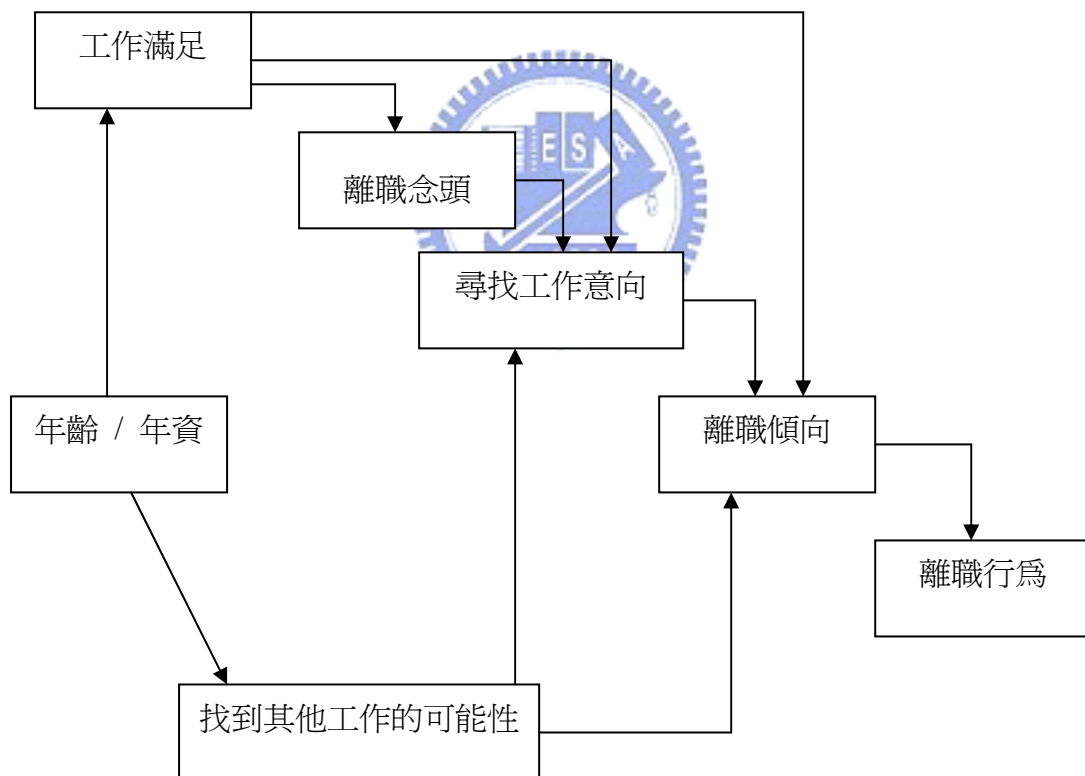 工作滿足
E S A
離職念頭
尋找工作意向
年齡 / 年資
離職傾向
離職行為
找到其他工作的可能性